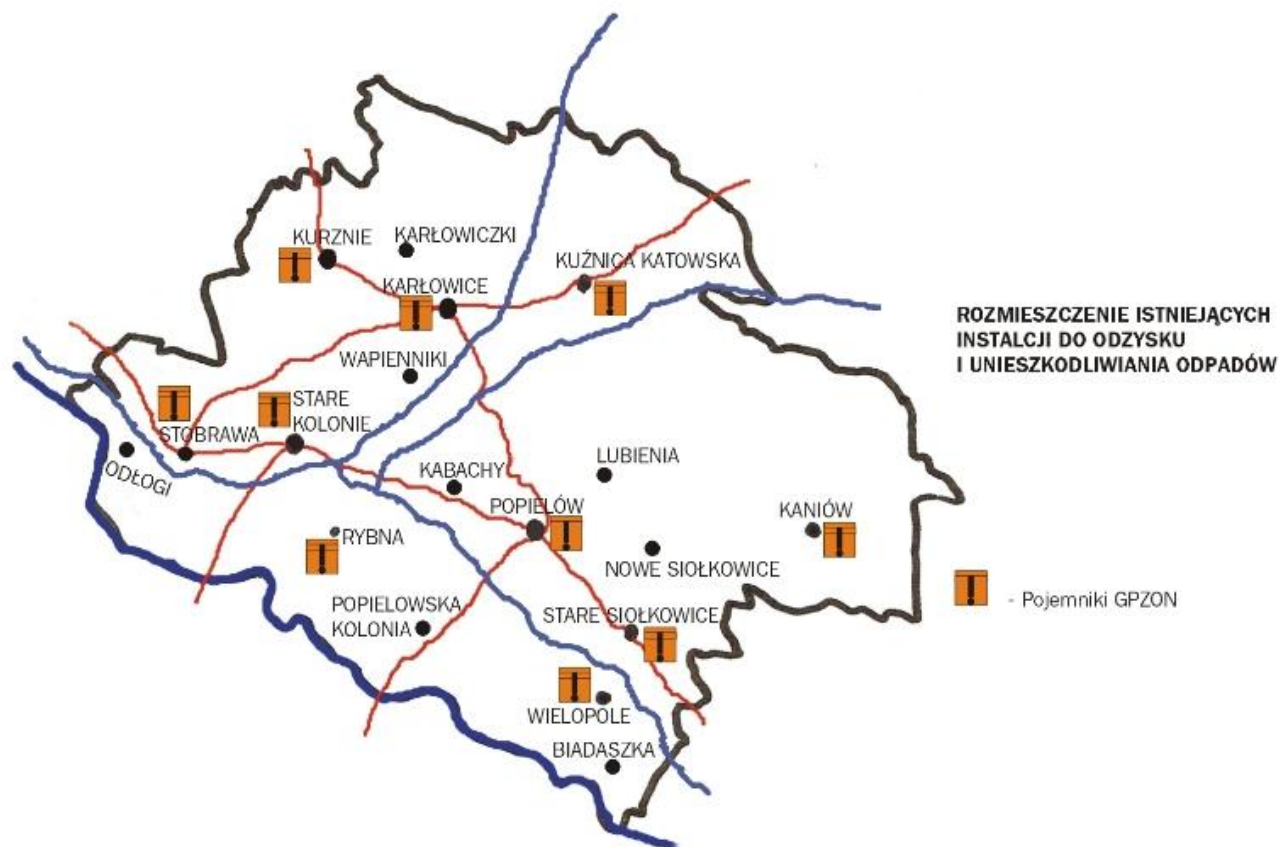 KURZNIE
KARŁOWICZKI
KUŹNICA KATOWSKA
KARŁOWICE
ROZMIESZCZENIE ISTNIEJĄCYCH
INSTALCJI DO ODZYSKU
I UNIESZKODLIWIANIA ODPADÓW
WAPIENNIKI
STARE
KOLONIE
STOBRAWA
ODŁOGI
KABACHY
LUBIENIA
POPIELÓW
KANIÓW
RYBNA
NOWE SIOŁKOWICE
- Pojemniki GPZON
POPIELOWSKA
KOLONIA
STARE SIOŁKOWICE
WIELOPOLE
BIADASZKA